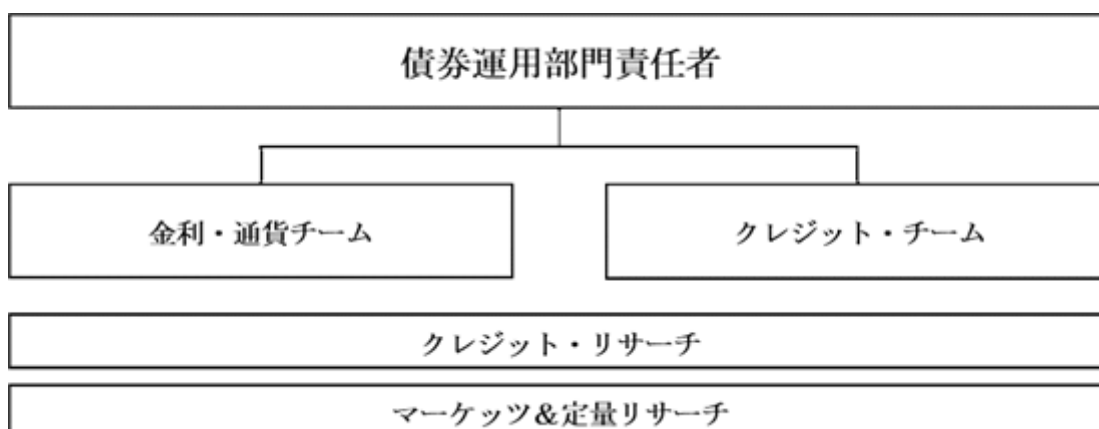 債券運用部門責任者
金利・通貨チーム
クレジット・チーム
クレジット・リサーチ
マーケッツ&定量リサーチ